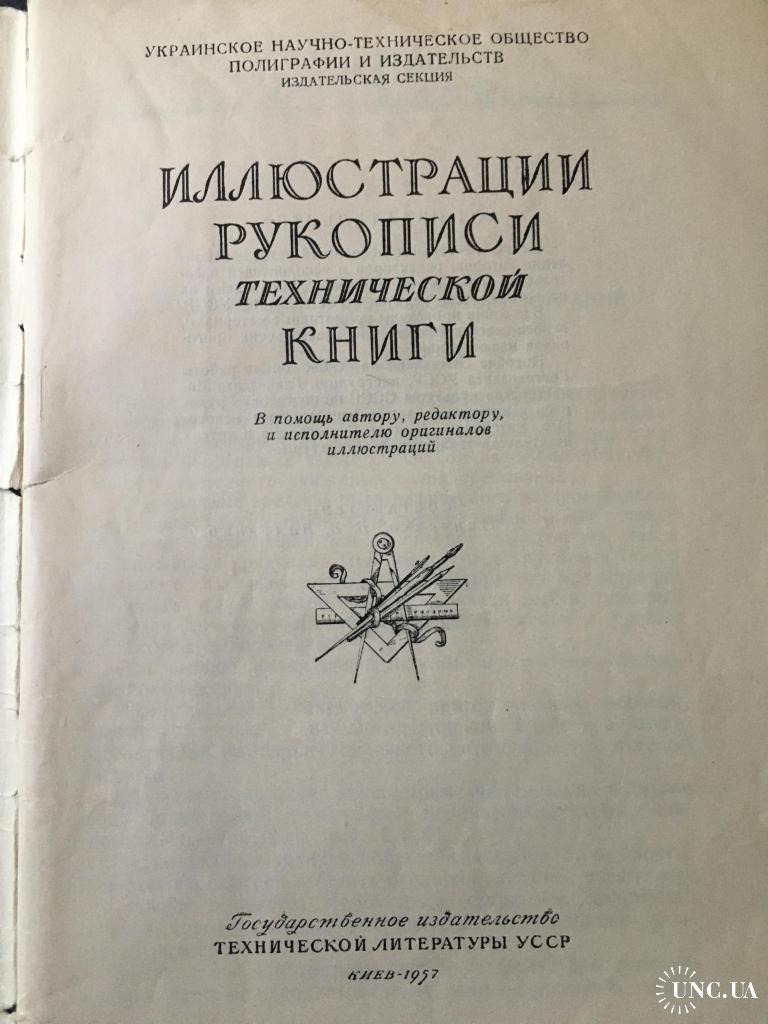 УКРАИНСКОЕ НАУЧНО-ТЕХНИЧЕСКОЕ ОБЩЕСТВО
ПОЛИГРАФИИ И ИЗДАТЕЛЬСТВ
ИЗДАТЕЛЬСКАЯ СЕКЦИЯ
ИЛЛЮСТРАЦИИ
РУКОПИСИ
ТЕХНИЧЕСКОЙ
КНИГИ
В помощь автору, редактору,
и исполнителю оригиналов
иллюстраций
Государственное издательство
ТЕХНИЧЕСКОЙ ЛИТЕРАТУРЫ УССР
КИЕВ-1957
UNC.UA